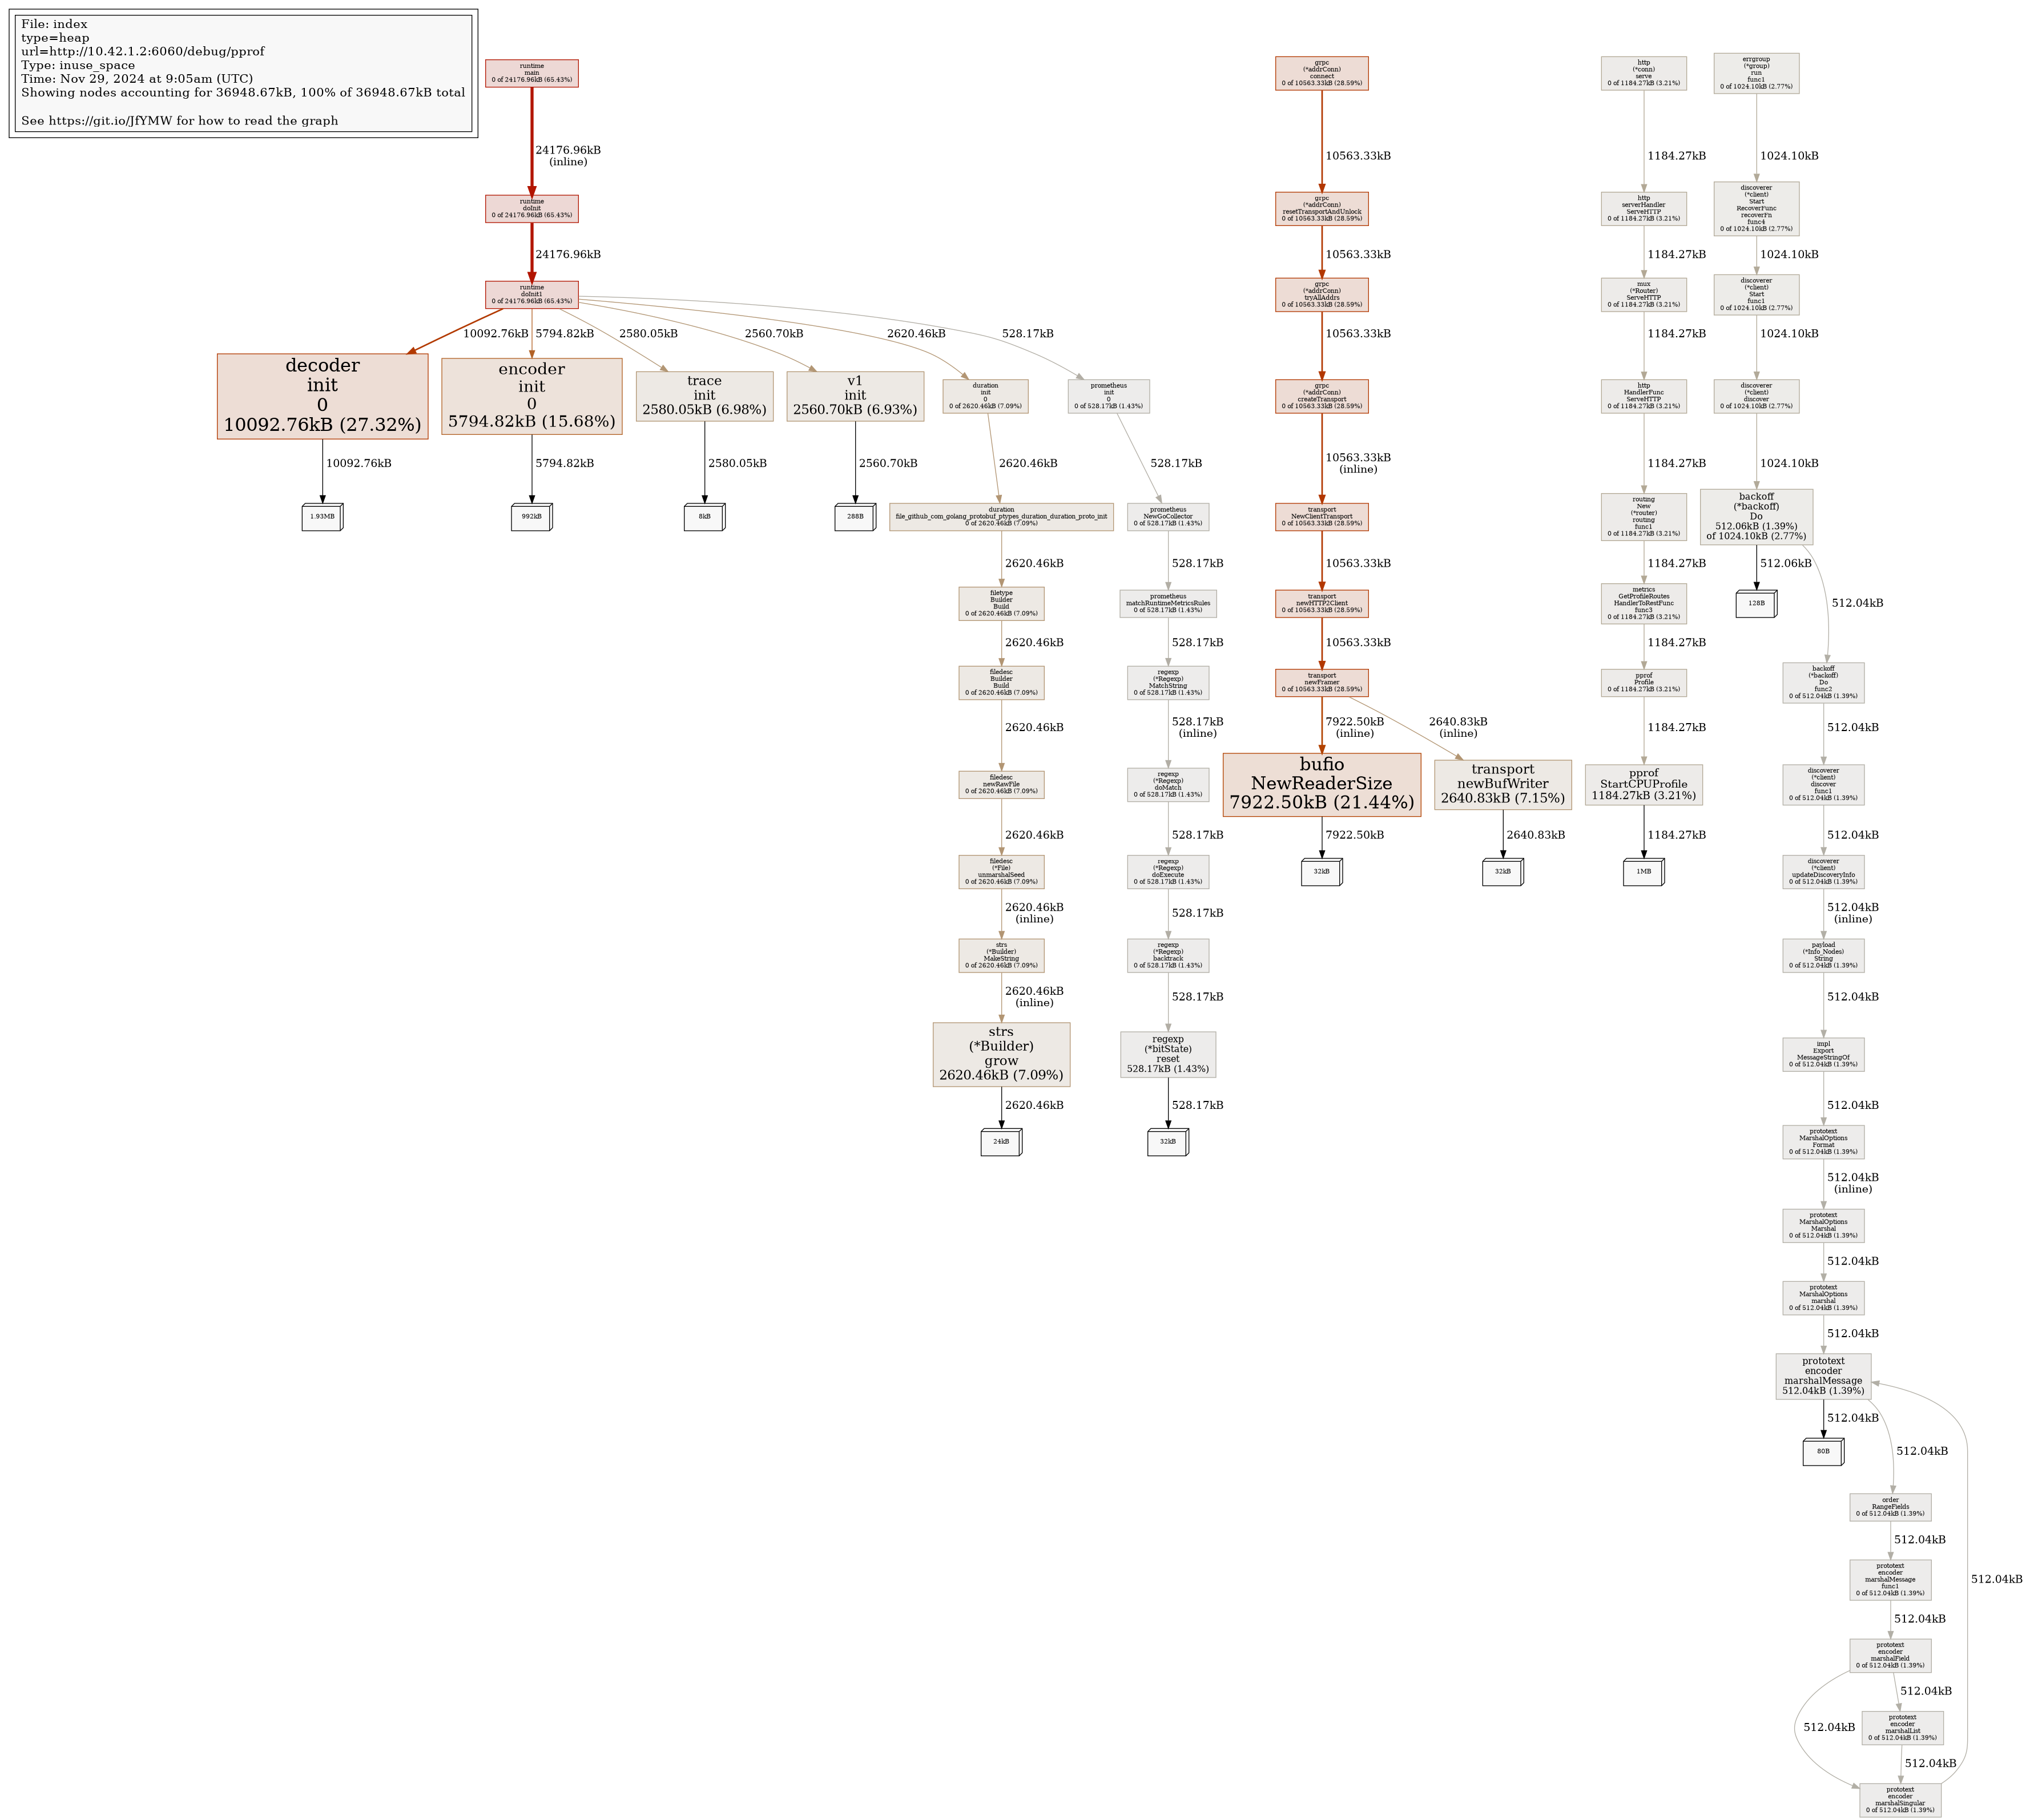 File: index
type=heap
url=http://10.42.1.2:6060/debug/pprof
Type: inuse_space
Time: Nov 29, 2024 at 9:05am (UTC)
Showing nodes accounting for 36948.67kB, 100% of 36948.67kB total
See https://git.io/JfYMW for how to read the graph
runtime
main
0 of 24176.96kB (65.43%)
24176.96kB
(inline)
runtime
doInit
0 of 24176.96kB (65.43%)
24176.96kB
runtime
doInit1
0 of 24176.96kB (65.43%)
10092.76kB
5794.82kB
2580.05kB
2560.70kB
2620.46kB
528.17kB
decoder
init
0
10092.76kB (27.32%)
10092.76kB
1.93MB
encoder
init
0
5794.82kB (15.68%)
5794.82kB
992kB
trace
init
2580.05kB (6.98%)
2580.05kB
8kB
v1
init
2560.70kB (6.93%)
2560.70kB
288B
duration
init
0
0 of 2620.46kB (7.09%)
2620.46kB
duration
file_github_com_golang_protobuf_ptypes_duration_duration_proto_init
0 of 2620.46kB (7.09%)
2620.46kB
filetype
Builder
Build
0 of 2620.46kB (7.09%)
2620.46kB
filedesc
Builder
Build
0 of 2620.46kB (7.09%)
2620.46kB
filedesc
newRawFile
0 of 2620.46kB (7.09%)
2620.46kB
filedesc
(*File)
unmarshalSeed
0 of 2620.46kB (7.09%)
2620.46kB
(inline)
strs
(*Builder)
MakeString
0 of 2620.46kB (7.09%)
2620.46kB
(inline)
strs
(*Builder)
grow
2620.46kB (7.09%)
2620.46kB
24kB
prometheus
init
0
0 of 528.17kB (1.43%)
528.17kB
prometheus
NewGoCollector
0 of 528.17kB (1.43%)
528.17kB
prometheus
matchRuntimeMetricsRules
0 of 528.17kB (1.43%)
528.17kB
regexp
(*Regexp)
MatchString
0 of 528.17kB (1.43%)
528.17kB
(inline)
regexp
(*Regexp)
doMatch
0 of 528.17kB (1.43%)
528.17kB
regexp
(*Regexp)
doExecute
0 of 528.17kB (1.43%)
528.17kB
regexp
(*Regexp)
backtrack
0 of 528.17kB (1.43%)
528.17kB
regexp
(*bitState)
reset
528.17kB (1.43%)
528.17kB
32kB
grpc
(*addrConn)
connect
0 of 10563.33kB (28.59%)
10563.33kB
grpc
(*addrConn)
resetTransportAndUnlock
0 of 10563.33kB (28.59%)
10563.33kB
grpc
(*addrConn)
tryAllAddrs
0 of 10563.33kB (28.59%)
10563.33kB
grpc
(*addrConn)
createTransport
0 of 10563.33kB (28.59%)
10563.33kB
(inline)
transport
NewClientTransport
0 of 10563.33kB (28.59%)
10563.33kB
transport
newHTTP2Client
0 of 10563.33kB (28.59%)
10563.33kB
transport
newFramer
0 of 10563.33kB (28.59%)
7922.50kB
(inline)
2640.83kB
(inline)
bufio
NewReaderSize
7922.50kB (21.44%)
7922.50kB
32kB
transport
newBufWriter
2640.83kB (7.15%)
2640.83kB
32kB
http
(*conn)
serve
0 of 1184.27kB (3.21%)
1184.27kB
http
serverHandler
ServeHTTP
0 of 1184.27kB (3.21%)
1184.27kB
mux
(*Router)
ServeHTTP
0 of 1184.27kB (3.21%)
1184.27kB
http
HandlerFunc
ServeHTTP
0 of 1184.27kB (3.21%)
1184.27kB
routing
New
(*router)
routing
func1
0 of 1184.27kB (3.21%)
1184.27kB
metrics
GetProfileRoutes
HandlerToRestFunc
func3
0 of 1184.27kB (3.21%)
1184.27kB
pprof
Profile
0 of 1184.27kB (3.21%)
1184.27kB
pprof
StartCPUProfile
1184.27kB (3.21%)
1184.27kB
1MB
errgroup
(*group)
run
func1
0 of 1024.10kB (2.77%)
1024.10kB
discoverer
(*client)
Start
RecoverFunc
recoverFn
func4
0 of 1024.10kB (2.77%)
1024.10kB
discoverer
(*client)
Start
func1
0 of 1024.10kB (2.77%)
1024.10kB
discoverer
(*client)
discover
0 of 1024.10kB (2.77%)
1024.10kB
backoff
(*backoff)
Do
512.06kB (1.39%)
of 1024.10kB (2.77%)
512.06kB
128B
512.04kB
backoff
(*backoff)
Do
func2
0 of 512.04kB (1.39%)
512.04kB
discoverer
(*client)
discover
func1
0 of 512.04kB (1.39%)
512.04kB
discoverer
(*client)
updateDiscoveryInfo
0 of 512.04kB (1.39%)
512.04kB
(inline)
payload
(*Info_Nodes)
String
0 of 512.04kB (1.39%)
512.04kB
impl
Export
MessageStringOf
0 of 512.04kB (1.39%)
512.04kB
prototext
MarshalOptions
Format
0 of 512.04kB (1.39%)
512.04kB
(inline)
prototext
MarshalOptions
Marshal
0 of 512.04kB (1.39%)
512.04kB
prototext
MarshalOptions
marshal
0 of 512.04kB (1.39%)
512.04kB
prototext
encoder
marshalMessage
512.04kB (1.39%)
512.04kB
80B
512.04kB
order
RangeFields
0 of 512.04kB (1.39%)
512.04kB
prototext
encoder
marshalMessage
func1
0 of 512.04kB (1.39%)
512.04kB
512.04kB
prototext
encoder
marshalField
0 of 512.04kB (1.39%)
512.04kB
512.04kB
prototext
encoder
marshalList
0 of 512.04kB (1.39%)
512.04kB
prototext
encoder
marshalSingular
0 of 512.04kB (1.39%)